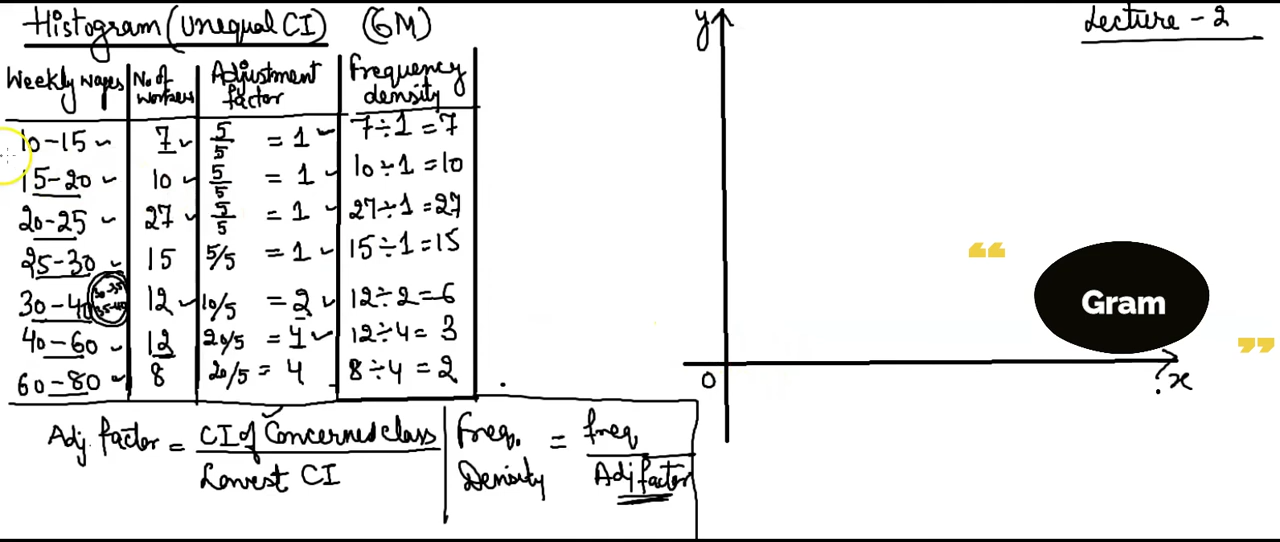 Histogram (Unequal CI) (6M)
Lecture - 2
Weekly wages No. of workers Adjustment factor Frequency density
10-15 7 5/5 = 1 7÷1 = 7
15-20 10 5/5 = 1 10÷1 = 10
20-25 27 5/5 = 1 27÷1 = 27
25-30 15 5/5 = 1 15÷1 = 15
30-40 30-35 35-40 12 10/5 = 2 12÷2 = 6
40-60 12 20/5 = 4 12÷4 = 3
60-80 8 20/5 = 4 8÷4 = 2
Adj. factor = CI of Concerned class / Lowest CI
Freq. Density = freq / Adj factor
y
0
x
“
Gram
”